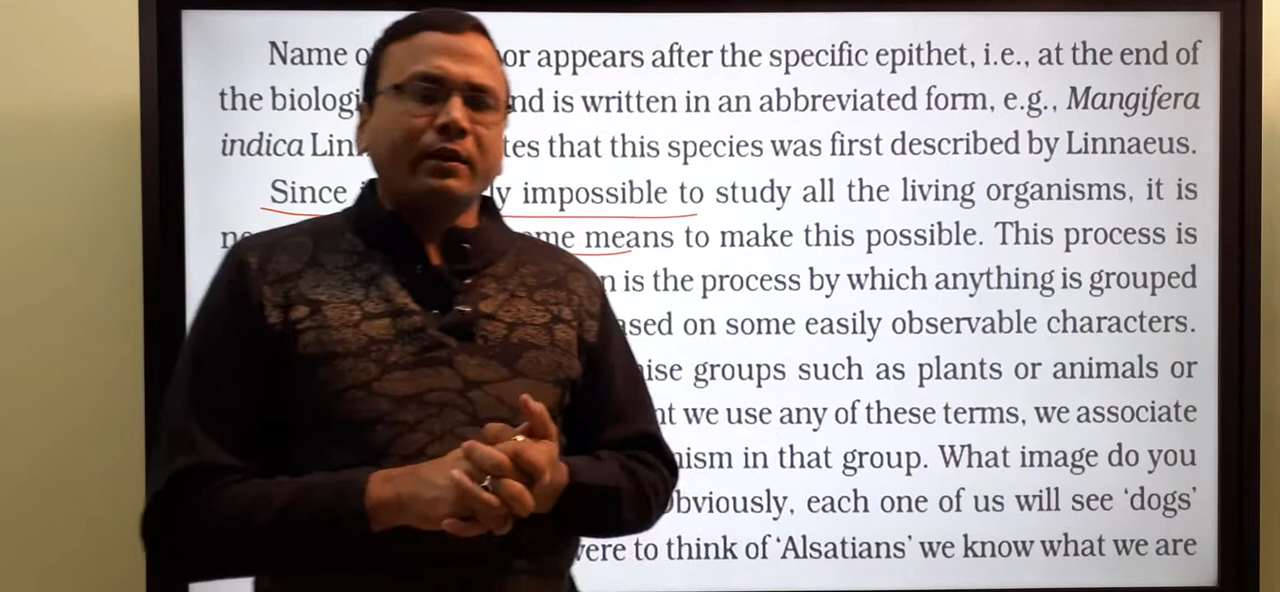 Name or appears after the specific epithet, i.e., at the end of
the biologi nd is written in an abbreviated form, e.g., Mangifera
indica Lin tes that this species was first described by Linnaeus.
Since y impossible to study all the living organisms, it is
me means to make this possible. This process is
n is the process by which anything is grouped
ased on some easily observable characters.
ise groups such as plants or animals or
nt we use any of these terms, we associate
nism in that group. What image do you
Obviously, each one of us will see ‘dogs’
were to think of ‘Alsatians’ we know what we are